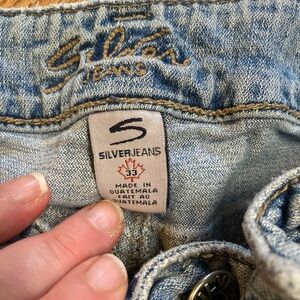 Silver
JEANS
S
SILVERJEANS
33
MADE IN
GUATEMALA
FAIT AU
GUATEMALA